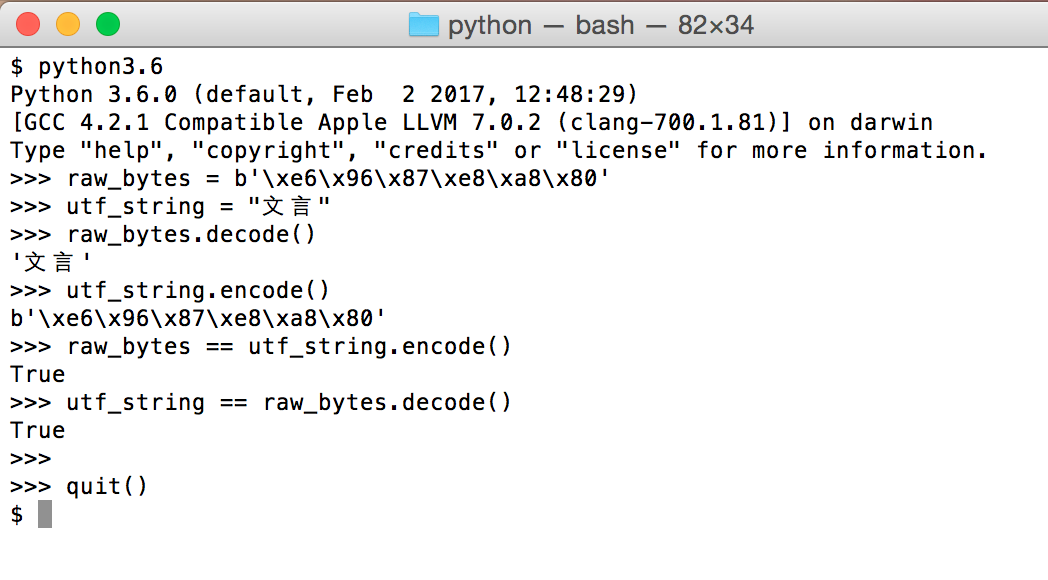 python — bash — 82×34
$ python3.6
Python 3.6.0 (default, Feb  2 2017, 12:48:29)
[GCC 4.2.1 Compatible Apple LLVM 7.0.2 (clang-700.1.81)] on darwin
Type "help", "copyright", "credits" or "license" for more information.
>>> raw_bytes = b'\xe6\x96\x87\xe8\xa8\x80'
>>> utf_string = "文言"
>>> raw_bytes.decode()
'文言'
>>> utf_string.encode()
b'\xe6\x96\x87\xe8\xa8\x80'
>>> raw_bytes == utf_string.encode()
True
>>> utf_string == raw_bytes.decode()
True
>>>
>>> quit()
$